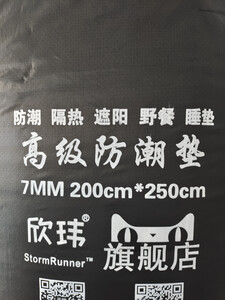 防潮 隔热 遮阳 野餐 睡垫
高级防潮垫
7MM 200cm*250cm
欣玮®
StormRunner™
旗舰店